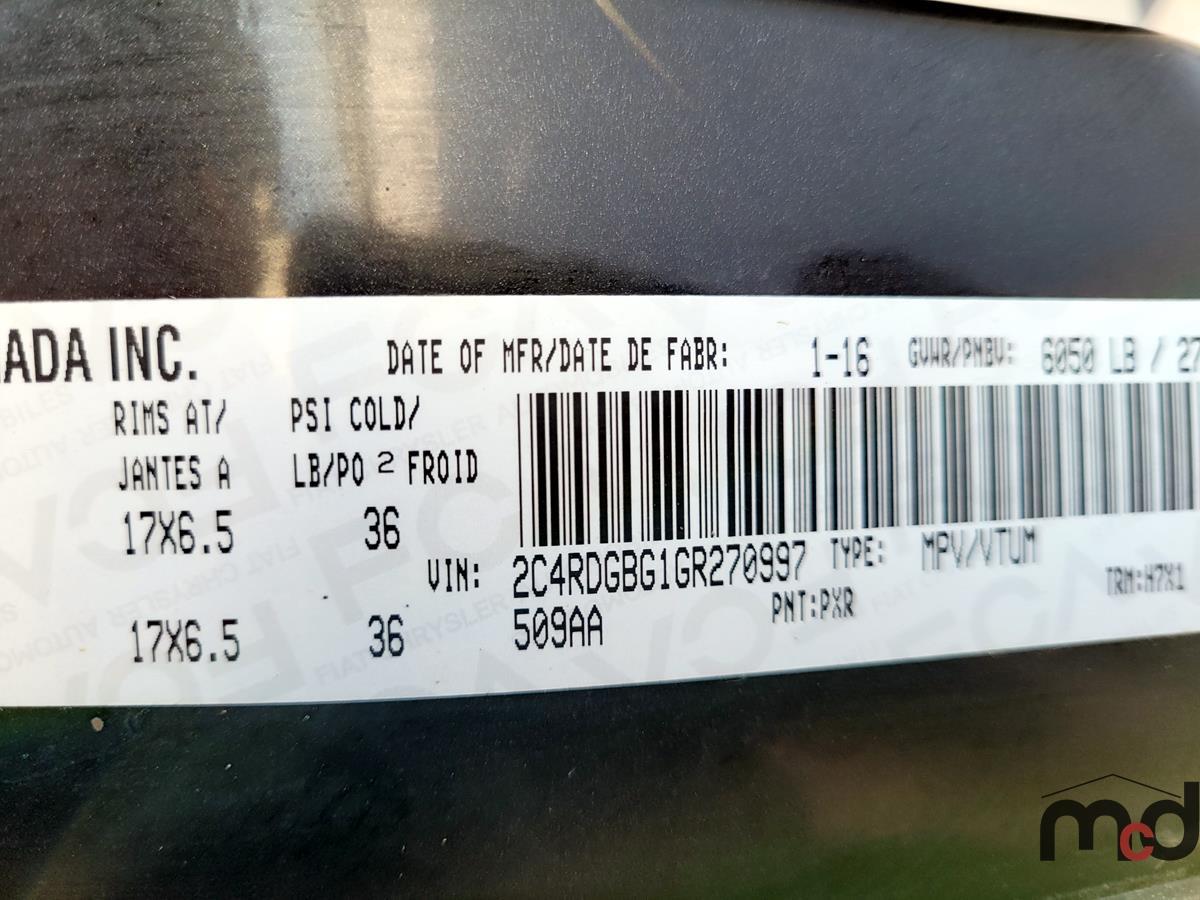 ADA INC.
DATE OF MFR/DATE DE FABR: 1-16 GVWR/PNBV: 6050 LB / 27
RIMS AT/ PSI COLD/
JANTES A LB/PO 2 FROID
17X6.5 36
VIN: 2C4RDGBG1GR270997 TYPE: MPV/VTUM
17X6.5 36 509AA PNT:PXR TRM:H7X1
mcd